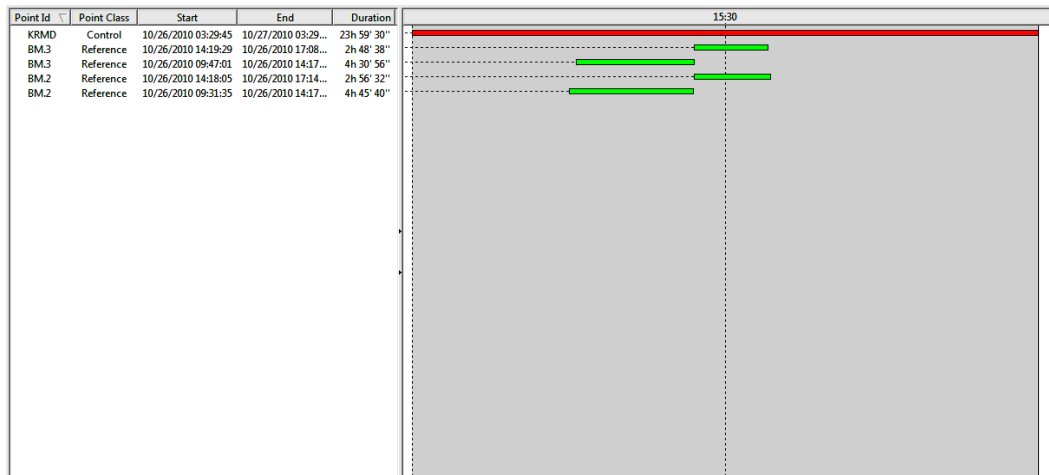 Point Id Point Class Start End Duration 15:30
KRMD Control 10/26/2010 03:29:45 10/27/2010 03:29... 23h 59' 30''
BM.3 Reference 10/26/2010 14:19:29 10/26/2010 17:08... 2h 48' 38''
BM.3 Reference 10/26/2010 09:47:01 10/26/2010 14:17... 4h 30' 56''
BM.2 Reference 10/26/2010 14:18:05 10/26/2010 17:14... 2h 56' 32''
BM.2 Reference 10/26/2010 09:31:35 10/26/2010 14:17... 4h 45' 40''